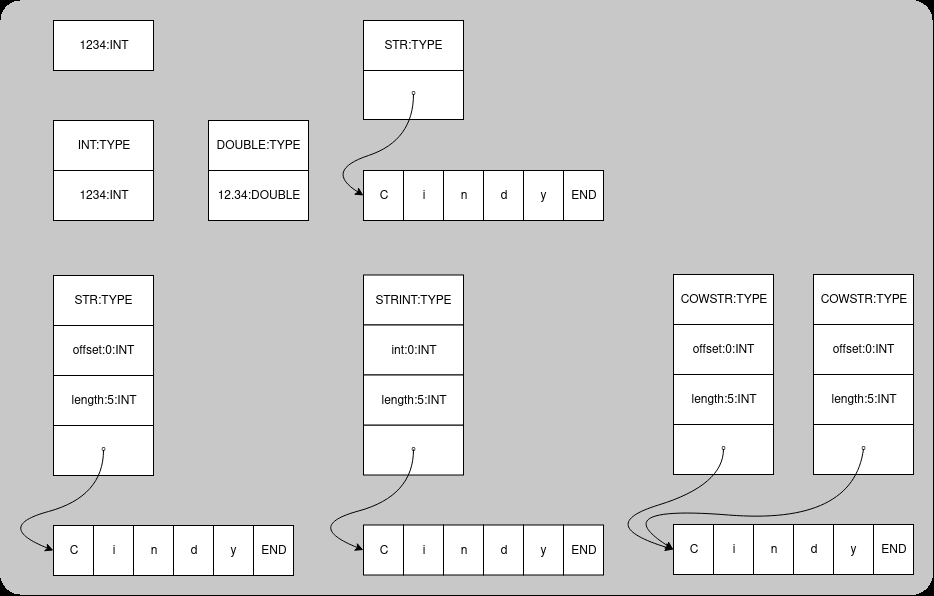 1234:INT
STR:TYPE
INT:TYPE
1234:INT
DOUBLE:TYPE
12.34:DOUBLE
C i n d y END
STR:TYPE
offset:0:INT
length:5:INT
C i n d y END
STRINT:TYPE
int:0:INT
length:5:INT
C i n d y END
COWSTR:TYPE
offset:0:INT
length:5:INT
COWSTR:TYPE
offset:0:INT
length:5:INT
C i n d y END